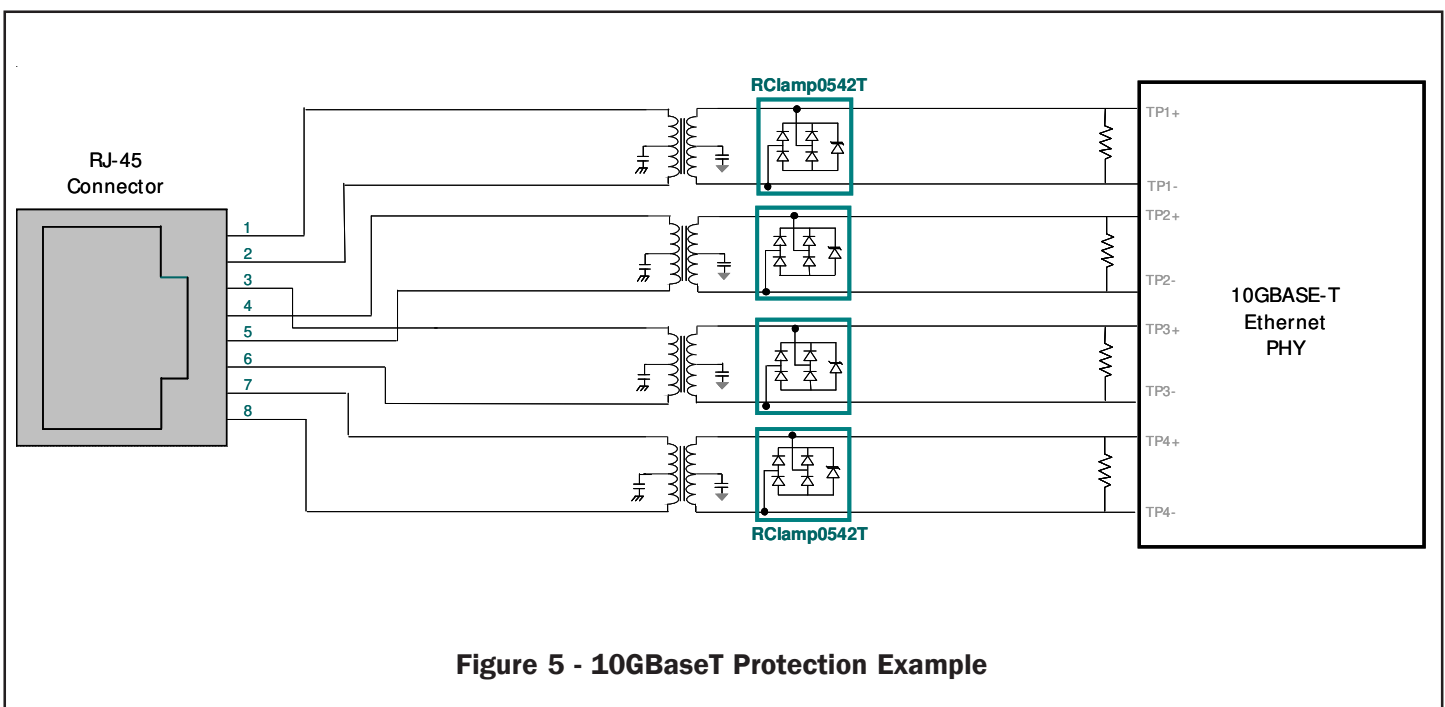 RClamp0542T
RJ-45
Connector
1
2
3
4
5
6
7
8
TP1+
TP1-
TP2+
TP2-
TP3+
TP3-
TP4+
TP4-
10GBASE-T
Ethernet
PHY
RClamp0542T
Figure 5 - 10GBaseT Protection Example